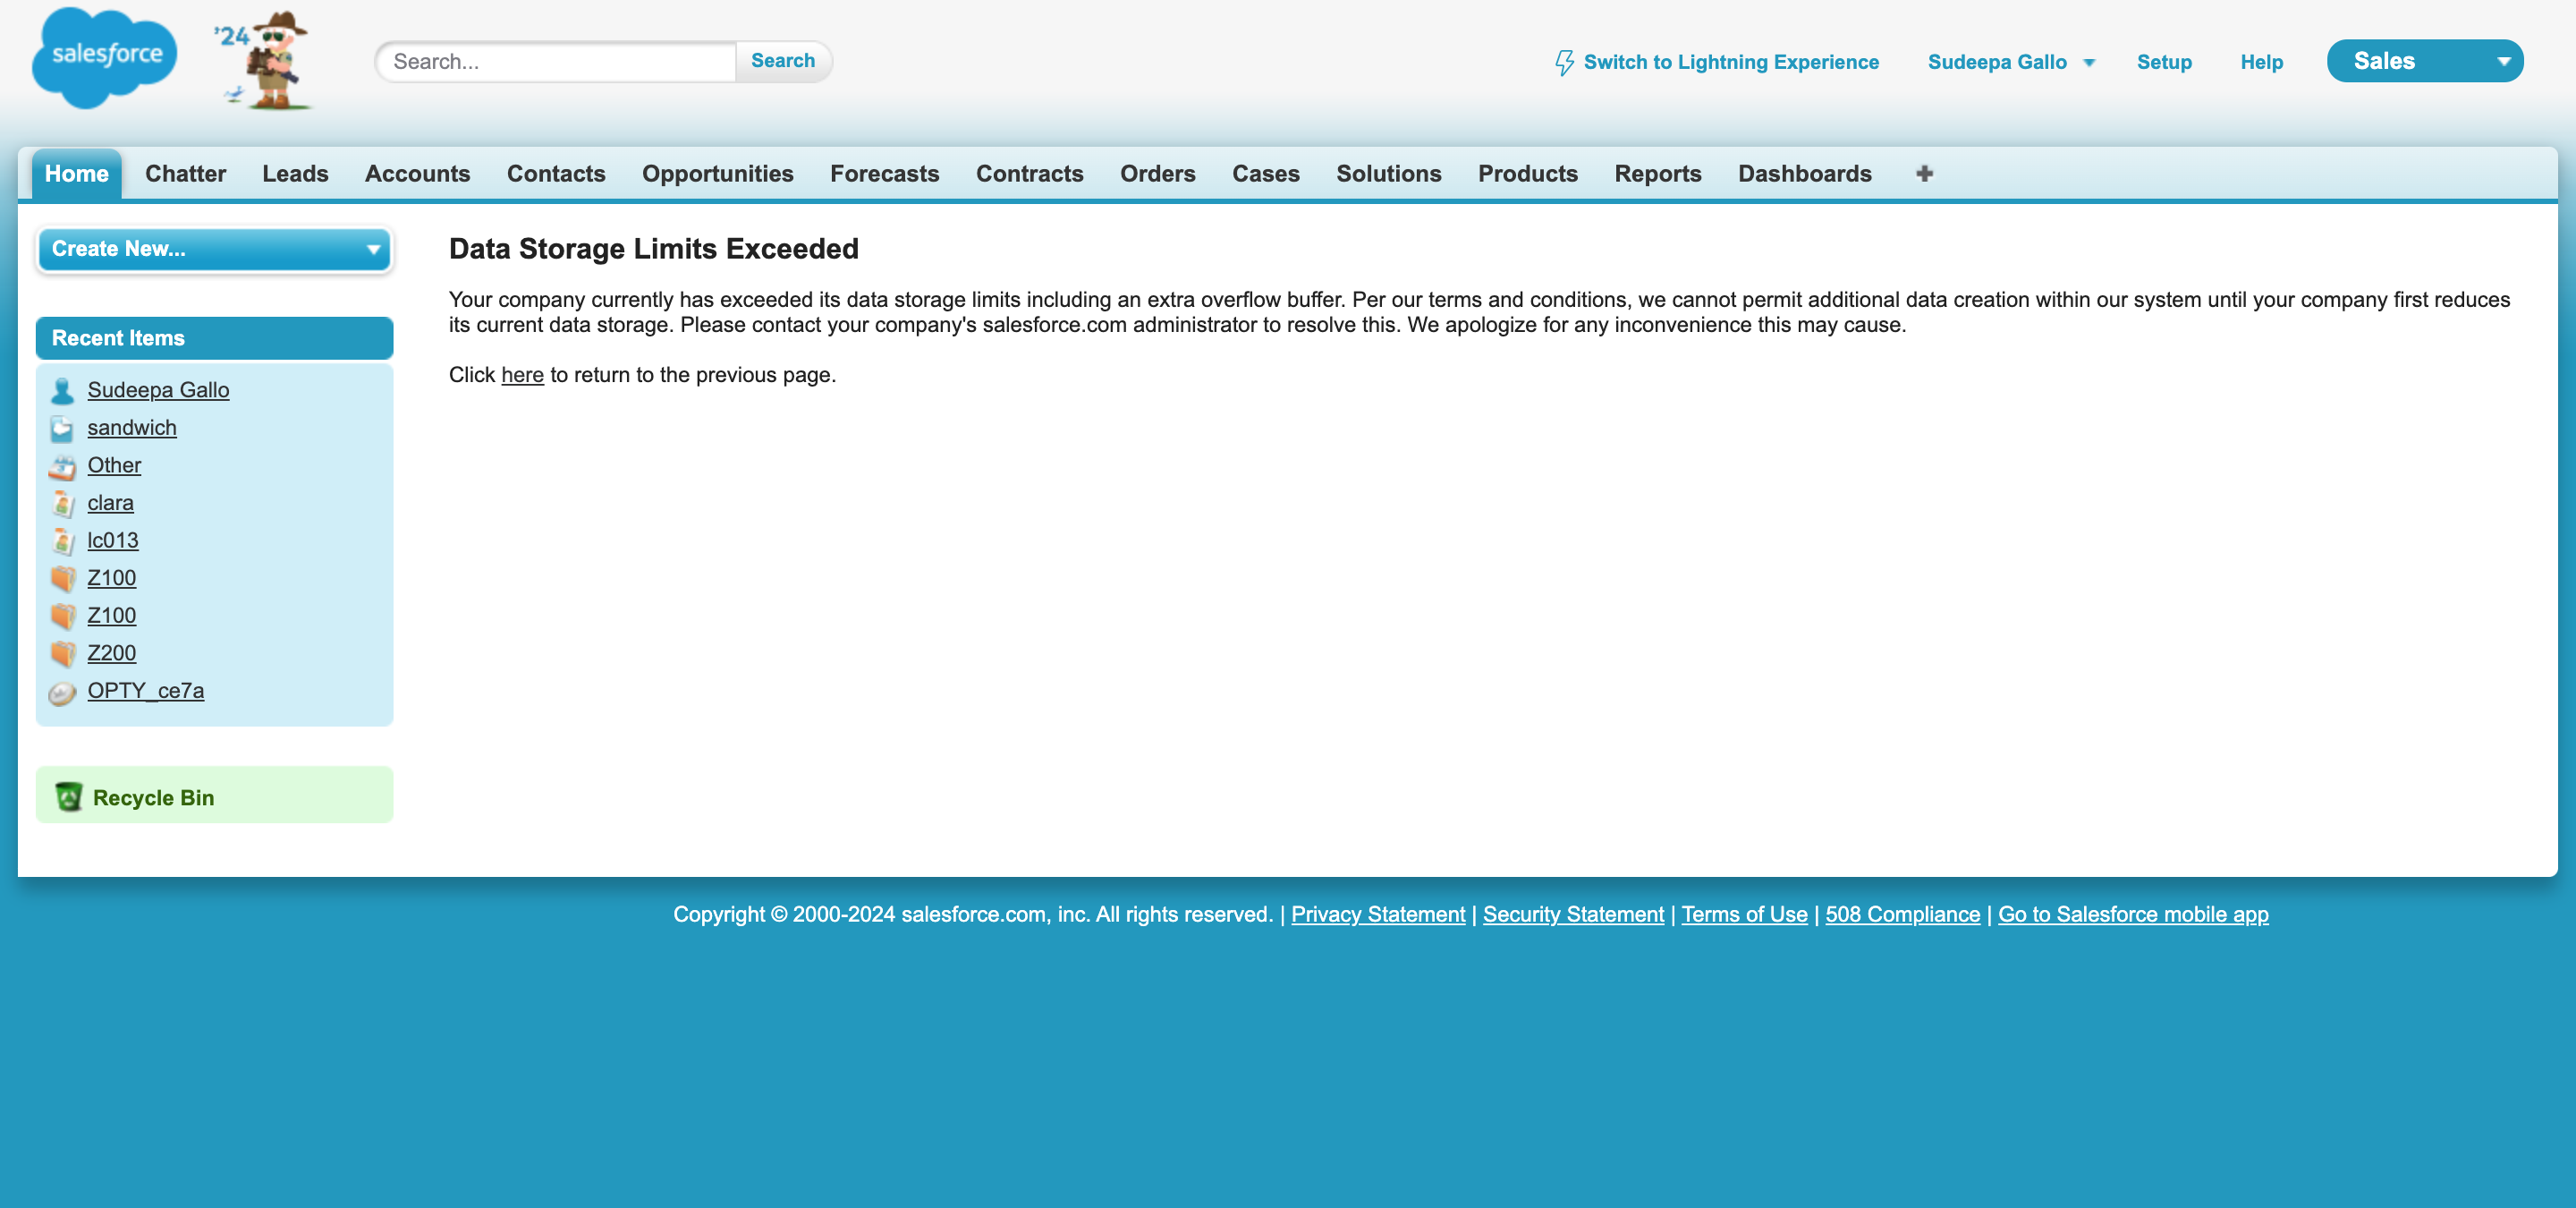 salesforce
'24
Search...
Search
Switch to Lightning Experience
Sudeepa Gallo
Setup
Help
Sales
Home
Chatter
Leads
Accounts
Contacts
Opportunities
Forecasts
Contracts
Orders
Cases
Solutions
Products
Reports
Dashboards
Create New...
Recent Items
Sudeepa Gallo
sandwich
Other
clara
lc013
Z100
Z100
Z200
OPTY_ce7a
Recycle Bin
Data Storage Limits Exceeded
Your company currently has exceeded its data storage limits including an extra overflow buffer. Per our terms and conditions, we cannot permit additional data creation within our system until your company first reduces
its current data storage. Please contact your company's salesforce.com administrator to resolve this. We apologize for any inconvenience this may cause.
Click here to return to the previous page.
Copyright © 2000-2024 salesforce.com, inc. All rights reserved. | Privacy Statement | Security Statement | Terms of Use | 508 Compliance | Go to Salesforce mobile app